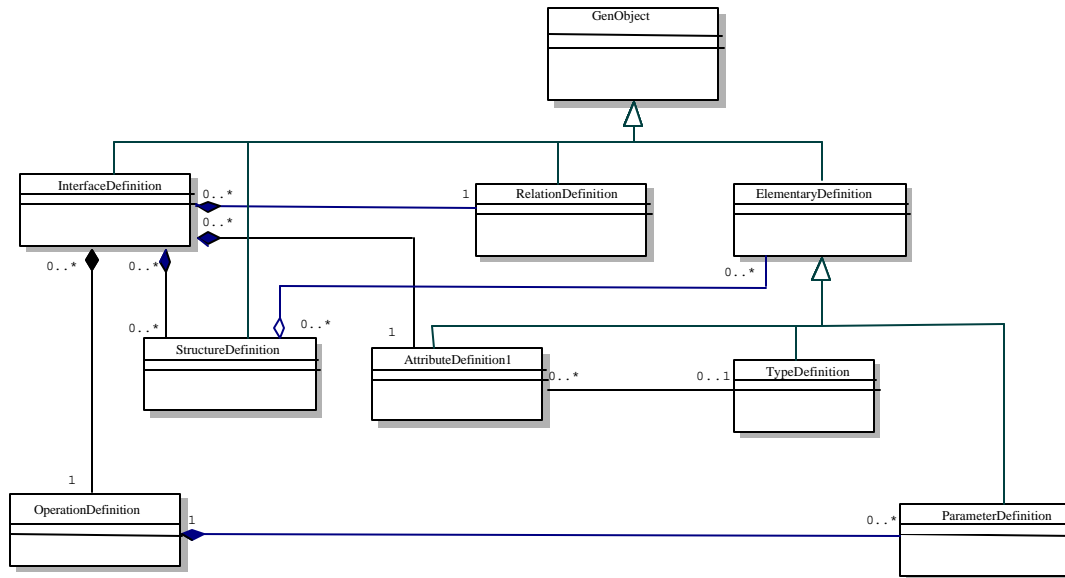 GenObject
InterfaceDefinition
0..*
1
RelationDefinition
ElementaryDefinition
0..*
0..*
0..*
0..*
0..*
0..*
1
StructureDefinition
AttributeDefinition1
0..*
0..1
TypeDefinition
1
OperationDefinition
1
0..*
ParameterDefinition